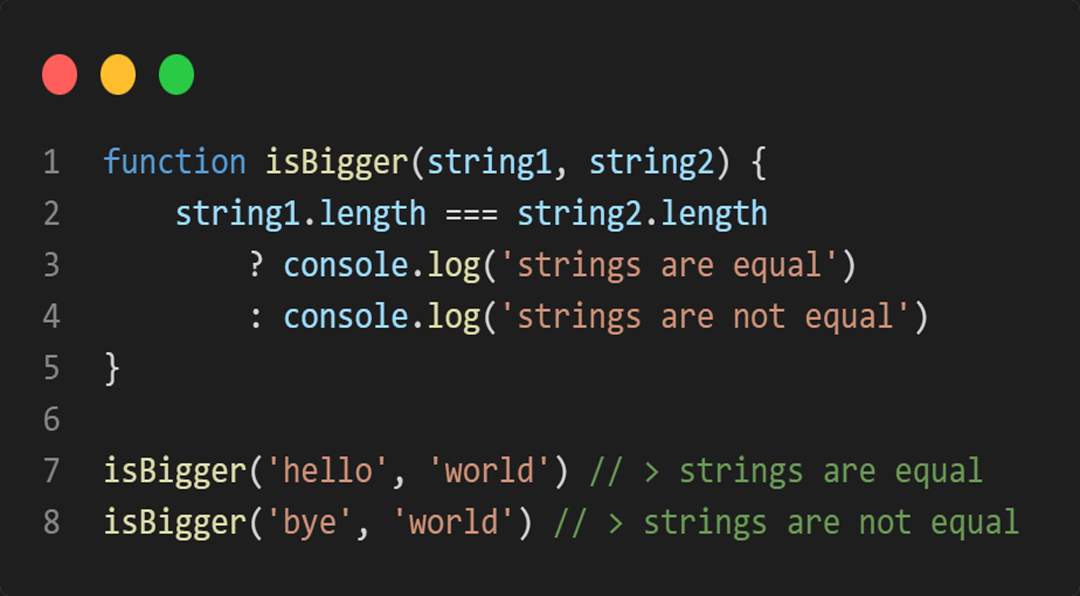 1 function isBigger(string1, string2) {
2     string1.length === string2.length
3         ? console.log('strings are equal')
4         : console.log('strings are not equal')
5 }
6
7 isBigger('hello', 'world') // > strings are equal
8 isBigger('bye', 'world') // > strings are not equal